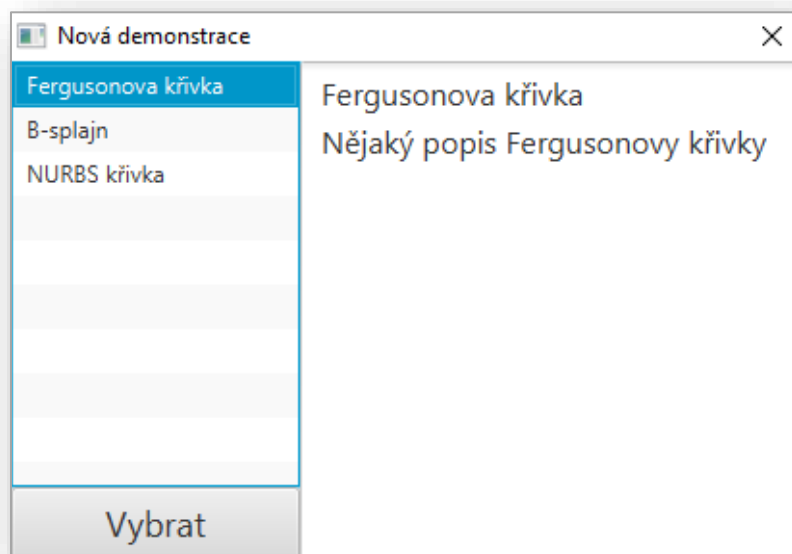 Nová demonstrace
Fergusonova křivka
B-splajn
NURBS křivka
Vybrat
Fergusonova křivka
Nějaký popis Fergusonovy křivky